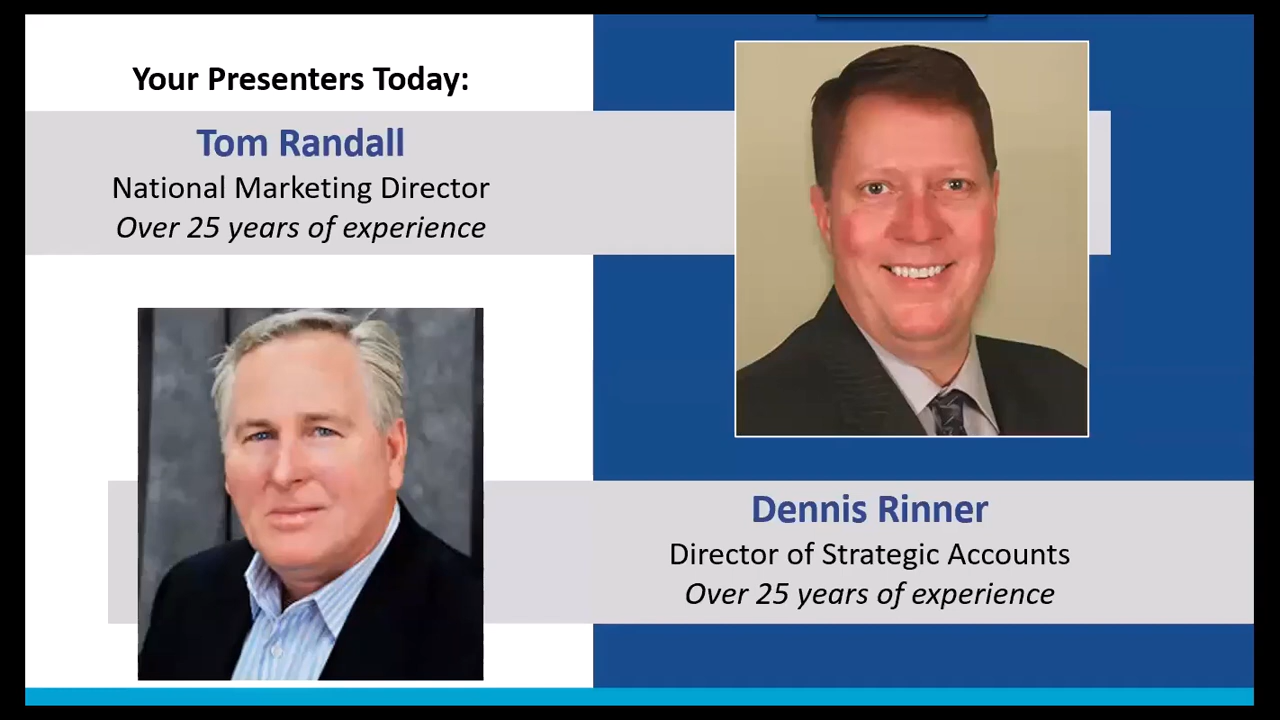 Your Presenters Today:
Tom Randall
National Marketing Director
Over 25 years of experience
Dennis Rinner
Director of Strategic Accounts
Over 25 years of experience